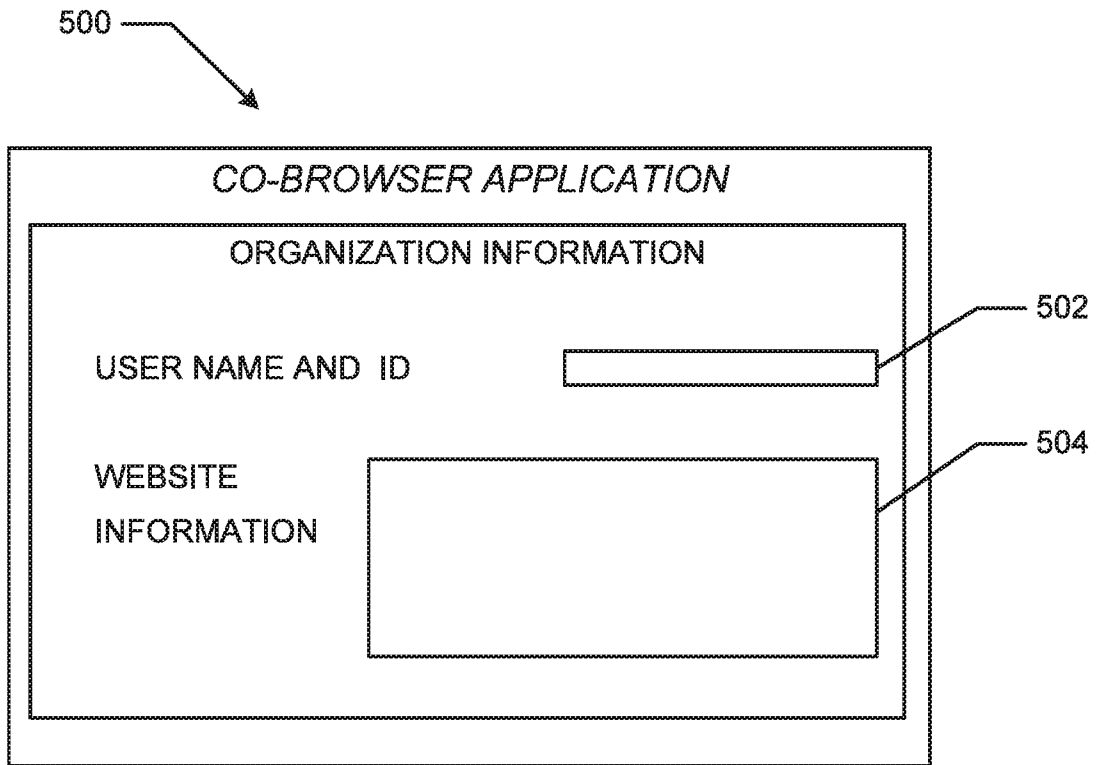 500
CO-BROWSER APPLICATION
ORGANIZATION INFORMATION
502
USER NAME AND ID
504
WEBSITE
INFORMATION